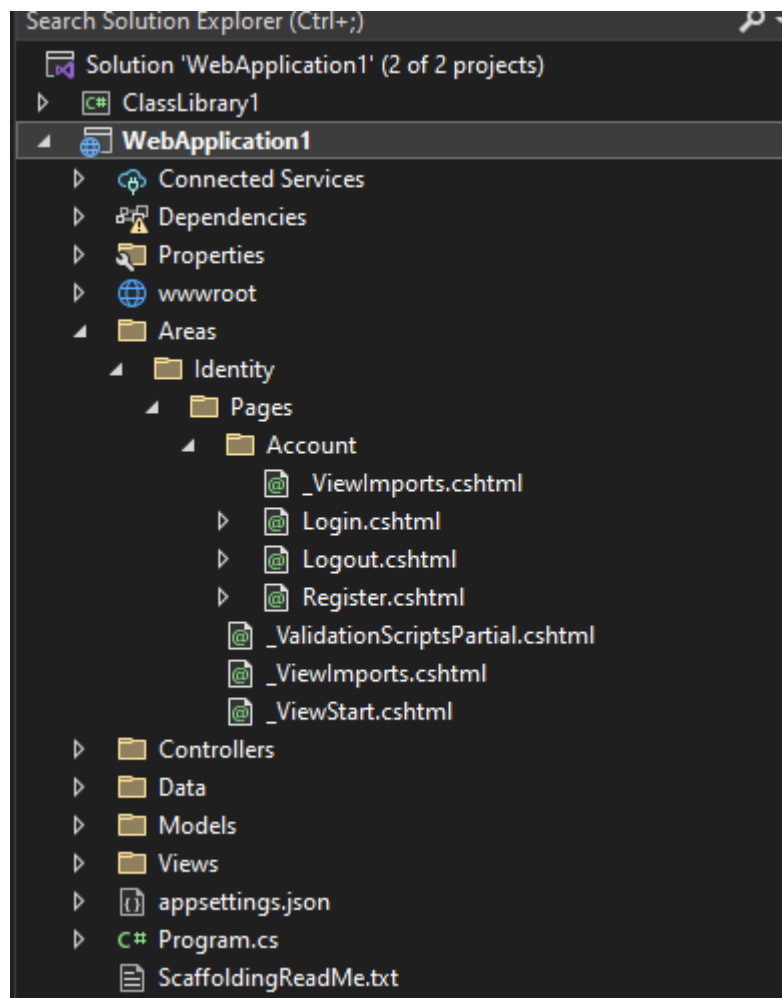 Search Solution Explorer (Ctrl+;)
Solution 'WebApplication1' (2 of 2 projects)
C# ClassLibrary1
WebApplication1
Connected Services
Dependencies
Properties
wwwroot
Areas
Identity
Pages
Account
_ViewImports.cshtml
Login.cshtml
Logout.cshtml
Register.cshtml
_ValidationScriptsPartial.cshtml
_ViewImports.cshtml
_ViewStart.cshtml
Controllers
Data
Models
Views
appsettings.json
C# Program.cs
ScaffoldingReadMe.txt